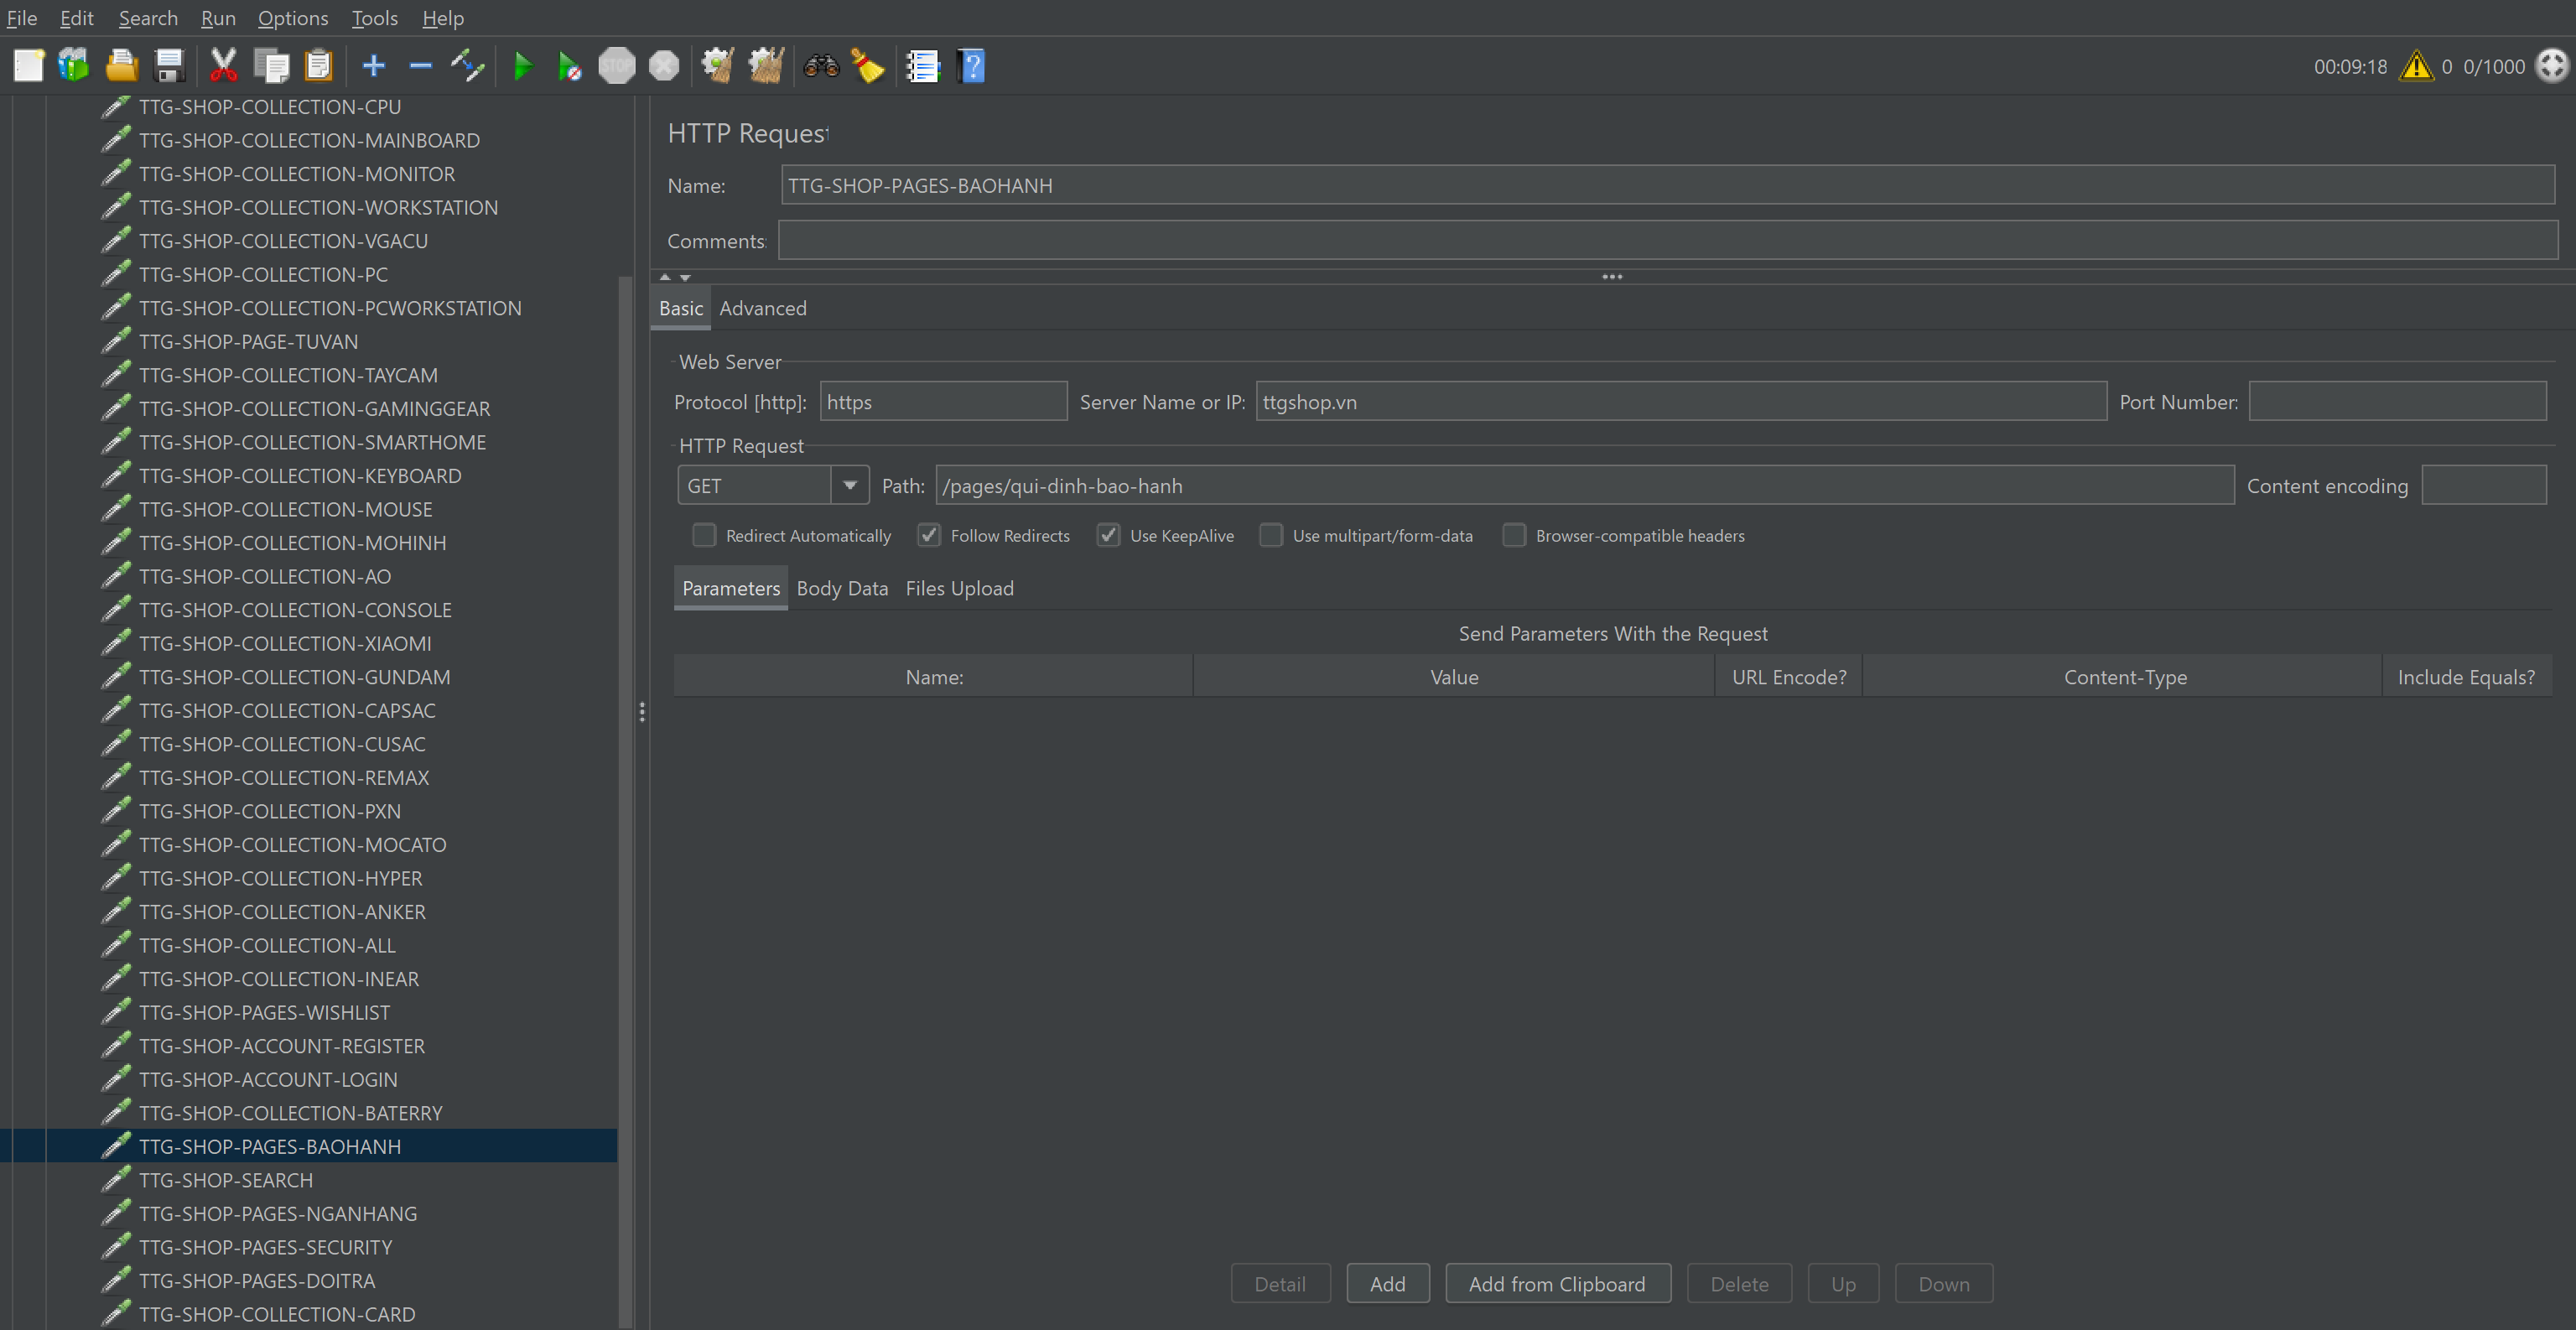 File Edit Search Run Options Tools Help
STOP
00:09:18 0 0/1000
TTG-SHOP-COLLECTION-CPU
TTG-SHOP-COLLECTION-MAINBOARD
TTG-SHOP-COLLECTION-MONITOR
TTG-SHOP-COLLECTION-WORKSTATION
TTG-SHOP-COLLECTION-VGACU
TTG-SHOP-COLLECTION-PC
TTG-SHOP-COLLECTION-PCWORKSTATION
TTG-SHOP-PAGE-TUVAN
TTG-SHOP-COLLECTION-TAYCAM
TTG-SHOP-COLLECTION-GAMINGGEAR
TTG-SHOP-COLLECTION-SMARTHOME
TTG-SHOP-COLLECTION-KEYBOARD
TTG-SHOP-COLLECTION-MOUSE
TTG-SHOP-COLLECTION-MOHINH
TTG-SHOP-COLLECTION-AO
TTG-SHOP-COLLECTION-CONSOLE
TTG-SHOP-COLLECTION-XIAOMI
TTG-SHOP-COLLECTION-GUNDAM
TTG-SHOP-COLLECTION-CAPSAC
TTG-SHOP-COLLECTION-CUSAC
TTG-SHOP-COLLECTION-REMAX
TTG-SHOP-COLLECTION-PXN
TTG-SHOP-COLLECTION-MOCATO
TTG-SHOP-COLLECTION-HYPER
TTG-SHOP-COLLECTION-ANKER
TTG-SHOP-COLLECTION-ALL
TTG-SHOP-COLLECTION-INEAR
TTG-SHOP-PAGES-WISHLIST
TTG-SHOP-ACCOUNT-REGISTER
TTG-SHOP-ACCOUNT-LOGIN
TTG-SHOP-COLLECTION-BATERRY
TTG-SHOP-PAGES-BAOHANH
TTG-SHOP-SEARCH
TTG-SHOP-PAGES-NGANHANG
TTG-SHOP-PAGES-SECURITY
TTG-SHOP-PAGES-DOITRA
TTG-SHOP-COLLECTION-CARD
HTTP Request
Name: TTG-SHOP-PAGES-BAOHANH
Comments:
Basic Advanced
Web Server
Protocol [http]: https Server Name or IP: ttgshop.vn Port Number:
HTTP Request
GET Path: /pages/qui-dinh-bao-hanh Content encoding
Redirect Automatically Follow Redirects Use KeepAlive Use multipart/form-data Browser-compatible headers
Parameters Body Data Files Upload
Send Parameters With the Request
Name: Value URL Encode? Content-Type Include Equals?
Detail Add Add from Clipboard Delete Up Down